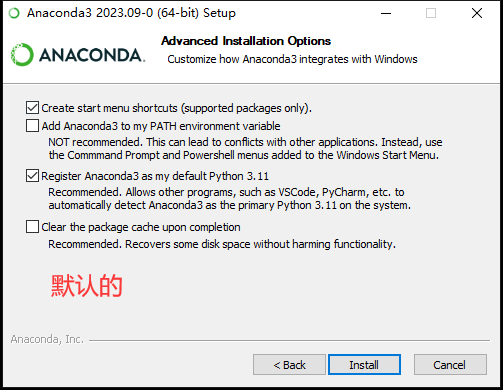 Anaconda3 2023.09-0 (64-bit) Setup
ANACONDA.
Advanced Installation Options
Customize how Anaconda3 integrates with Windows
Create start menu shortcuts (supported packages only).
Add Anaconda3 to my PATH environment variable
NOT recommended. This can lead to conflicts with other applications. Instead, use
the Commmand Prompt and Powershell menus added to the Windows Start Menu.
Register Anaconda3 as my default Python 3.11
Recommended. Allows other programs, such as VSCode, PyCharm, etc. to
automatically detect Anaconda3 as the primary Python 3.11 on the system.
Clear the package cache upon completion
Recommended. Recovers some disk space without harming functionality.
默认的
Anaconda, Inc.
< Back Install Cancel